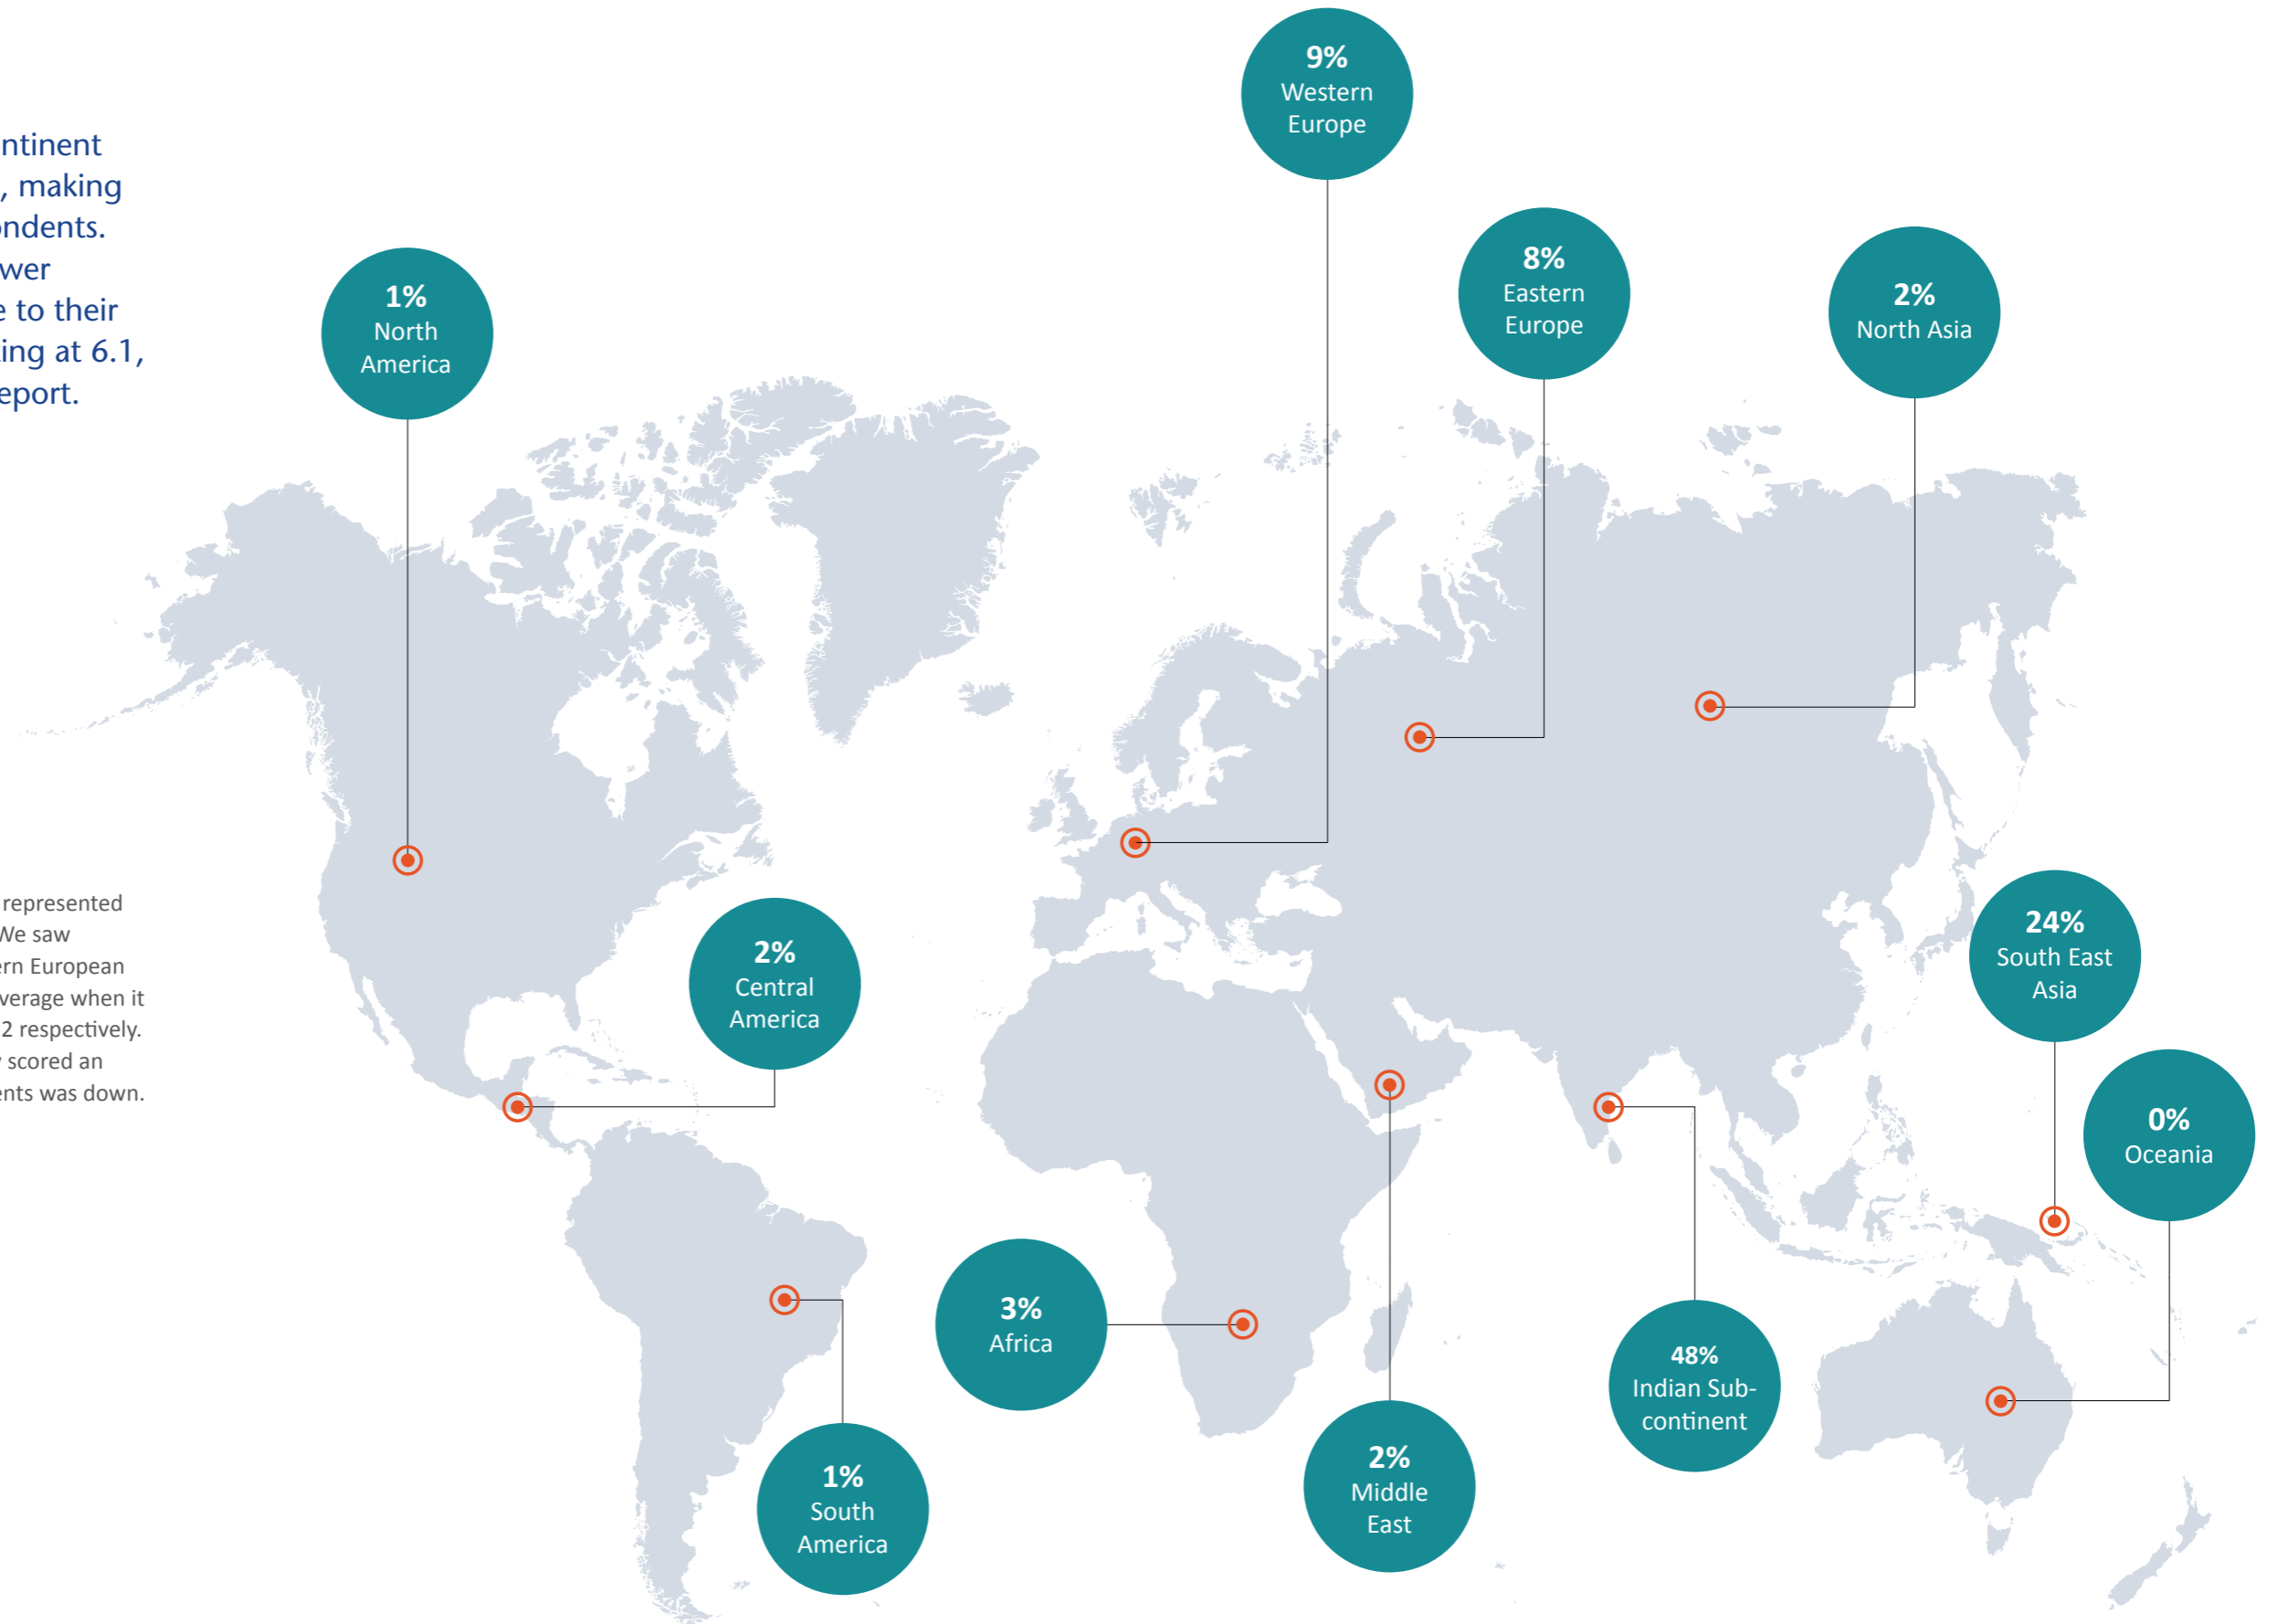 ntinent
, making
ondents.
wer
e to their
ing at 6.1,
eport.
represented
We saw
ern European
verage when it
2 respectively.
scored an
ents was down.
9%
Western
Europe
8%
Eastern
Europe
2%
North Asia
1%
North
America
2%
Central
America
24%
South East
Asia
0%
Oceania
3%
Africa
48%
Indian Sub-
continent
2%
Middle
East
1%
South
America